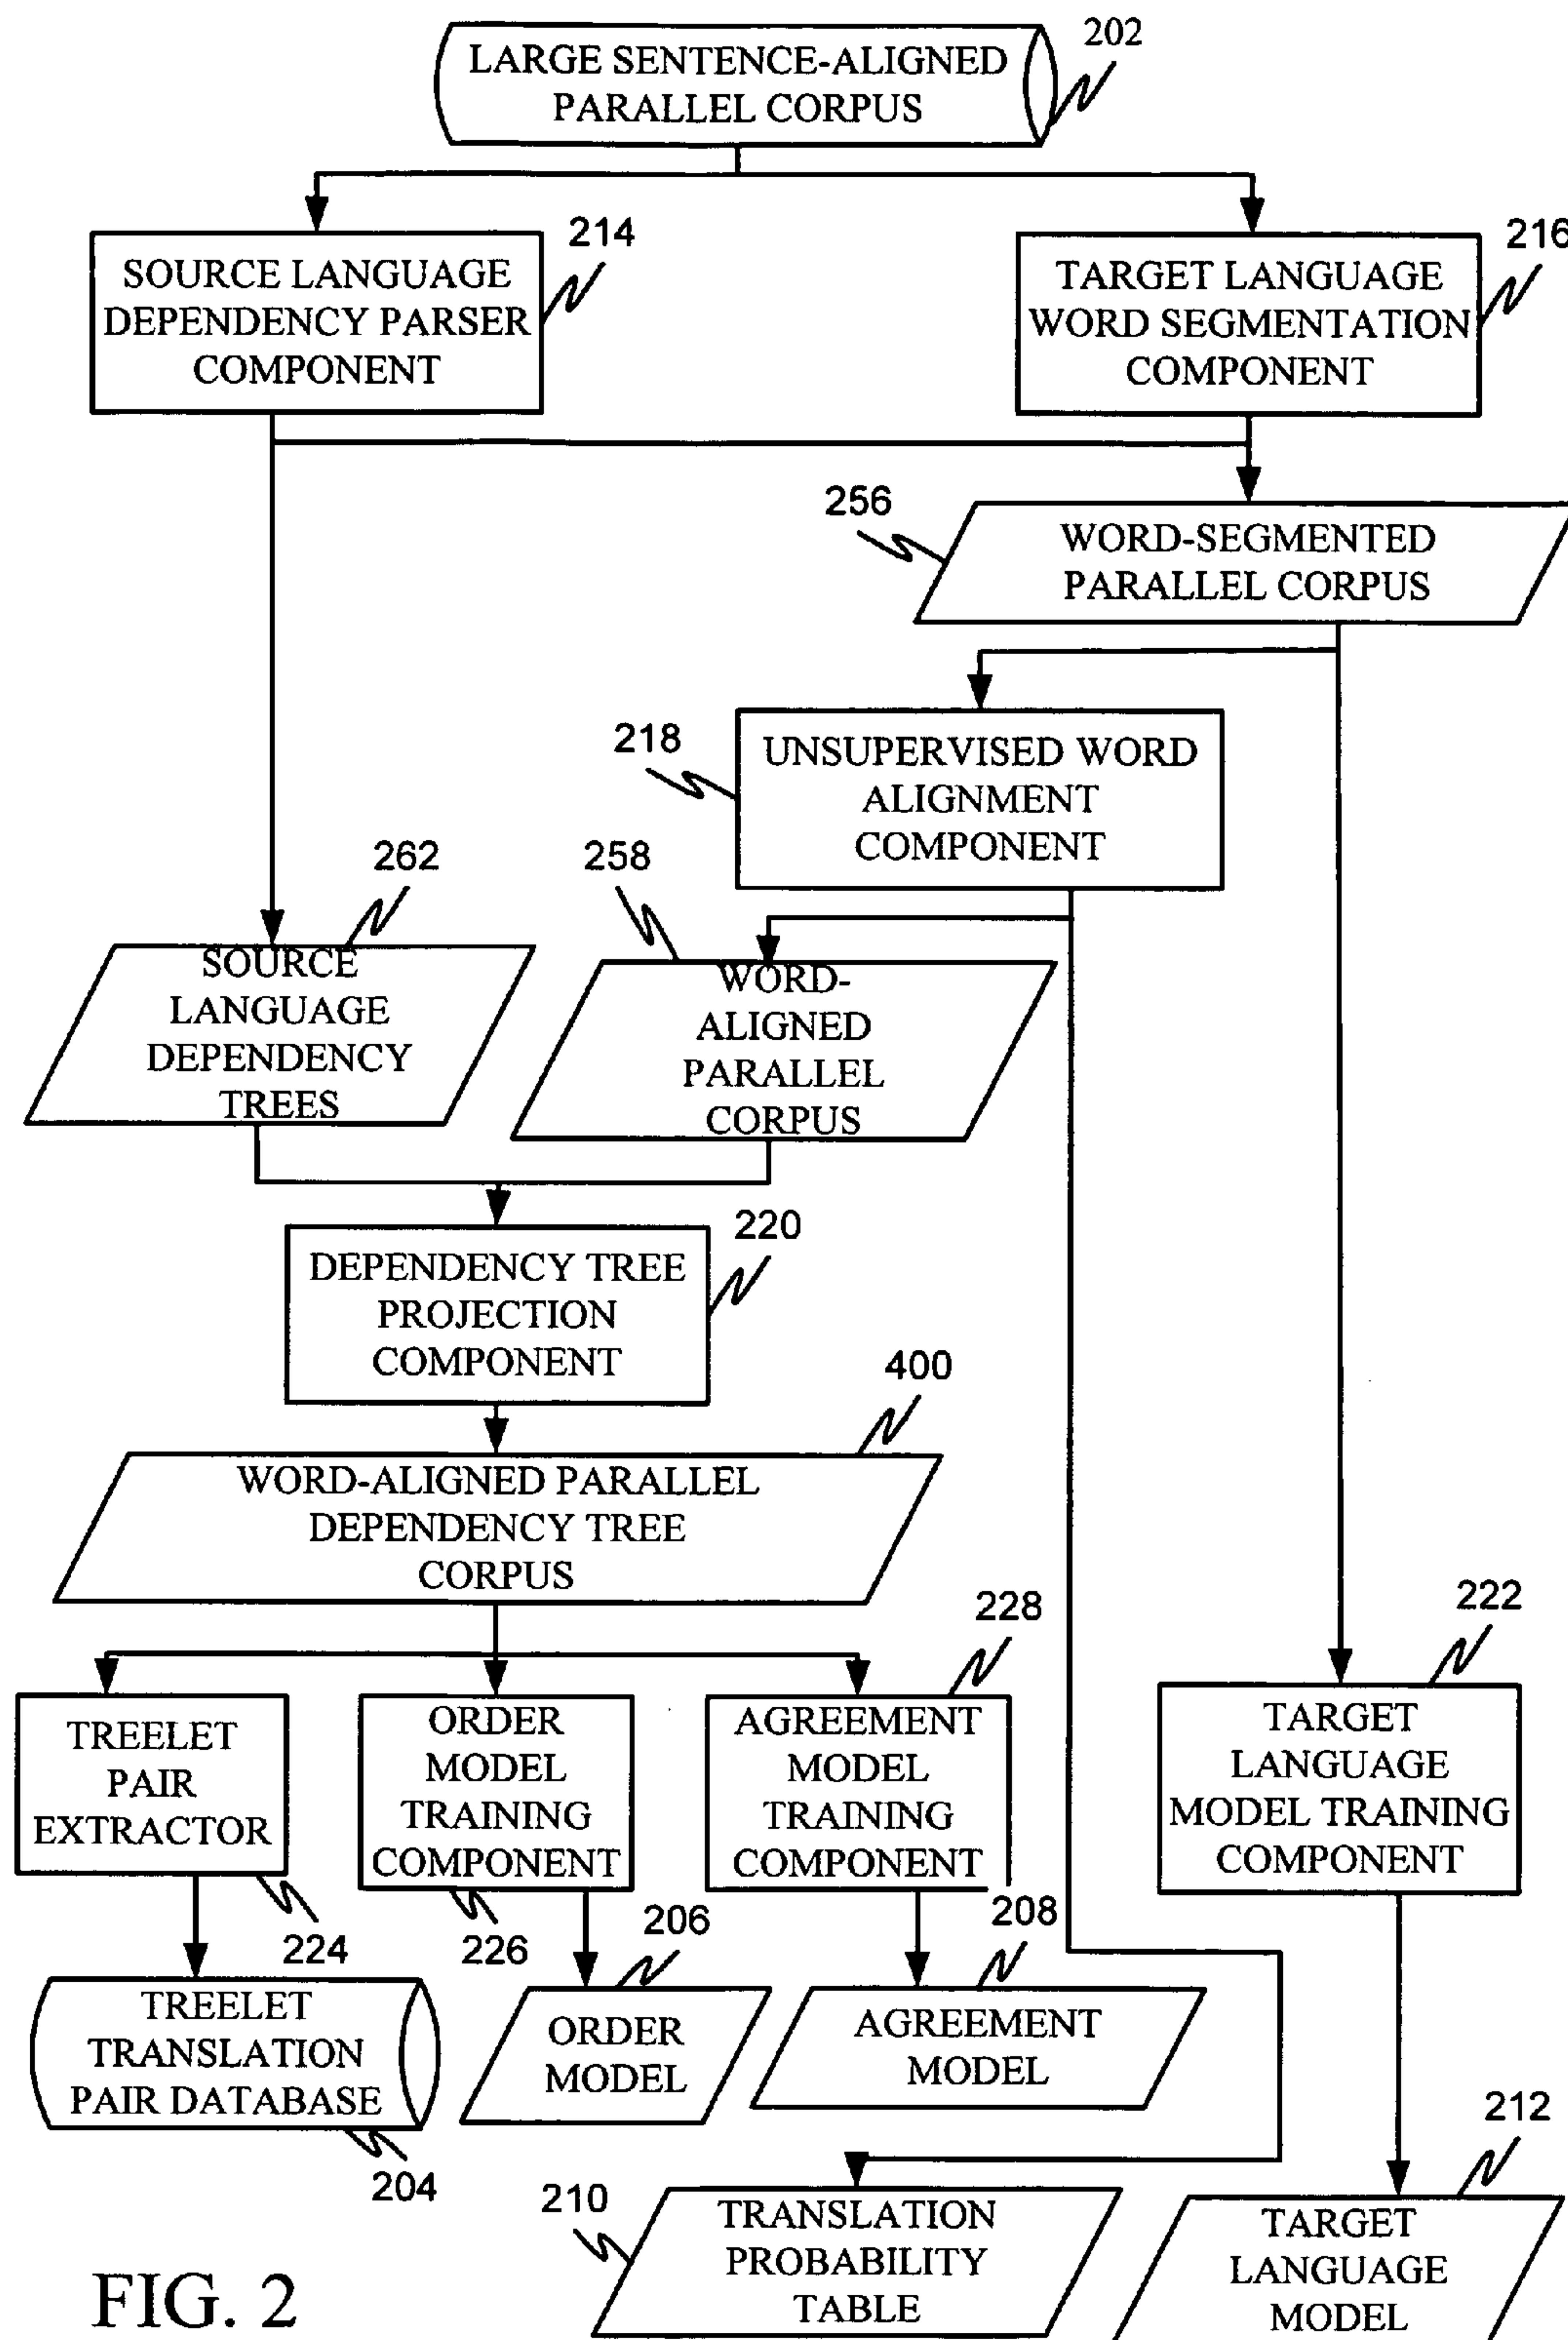 202
LARGE SENTENCE-ALIGNED
PARALLEL CORPUS
214
SOURCE LANGUAGE
DEPENDENCY PARSER
COMPONENT
216
TARGET LANGUAGE
WORD SEGMENTATION
COMPONENT
256
WORD-SEGMENTED
PARALLEL CORPUS
218
UNSUPERVISED WORD
ALIGNMENT
COMPONENT
262
SOURCE
LANGUAGE
DEPENDENCY
TREES
258
WORD-
ALIGNED
PARALLEL
CORPUS
220
DEPENDENCY TREE
PROJECTION
COMPONENT
400
WORD-ALIGNED PARALLEL
DEPENDENCY TREE
CORPUS
228
222
TREELET
PAIR
EXTRACTOR
ORDER
MODEL
TRAINING
COMPONENT
AGREEMENT
MODEL
TRAINING
COMPONENT
TARGET
LANGUAGE
MODEL TRAINING
COMPONENT
224
226
206
208
TREELET
TRANSLATION
PAIR DATABASE
ORDER
MODEL
AGREEMENT
MODEL
204
210
212
TRANSLATION
PROBABILITY
TABLE
TARGET
LANGUAGE
MODEL
FIG. 2